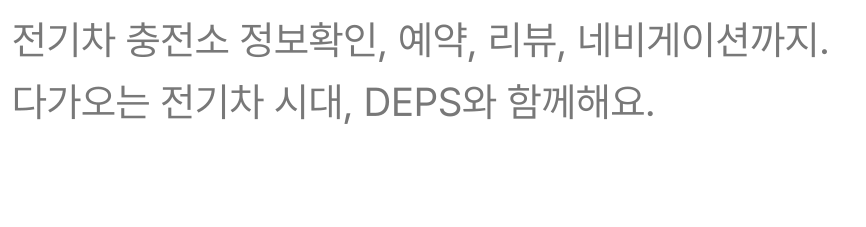 전기차 충전소 정보확인, 예약, 리뷰, 네비게이션까지.
다가오는 전기차 시대, DEPS와 함께해요.